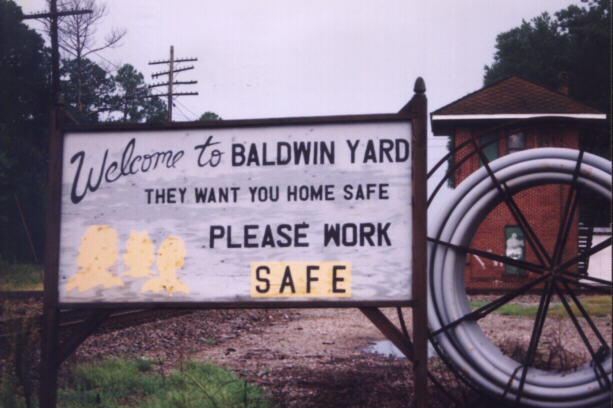 Welcome to BALDWIN YARD
THEY WANT YOU HOME SAFE
PLEASE WORK
SAFE